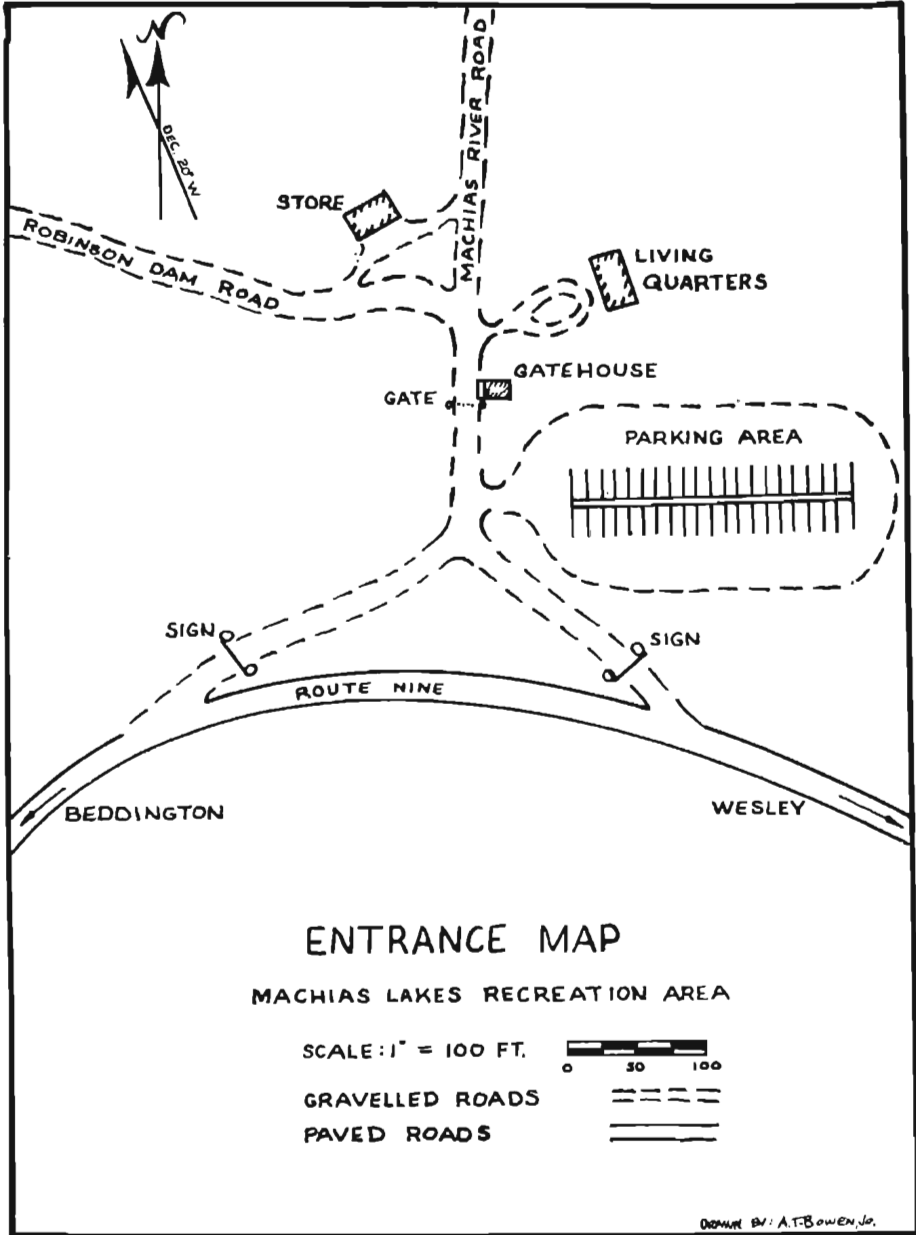 N
DEC. 20° W
MACHIAS RIVER ROAD
STORE
ROBINSON DAM ROAD
LIVING
QUARTERS
GATEHOUSE
GATE
PARKING AREA
SIGN
SIGN
ROUTE NINE
BEDDINGTON
WESLEY
ENTRANCE MAP
MACHIAS LAKES RECREATION AREA
SCALE: 1" = 100 FT.
0 50 100
GRAVELLED ROADS
PAVED ROADS
DRAWN BY: A.T. BOWEN, Jr.